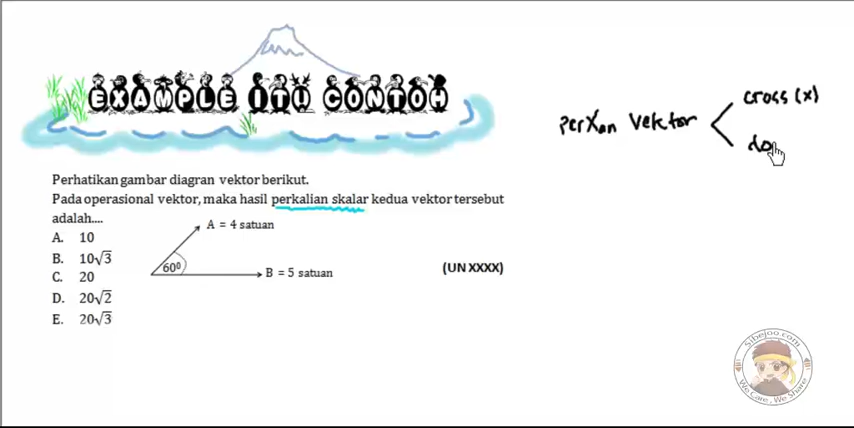 EXAMPLE ITU CONTOH
perXan vektor
cross (x)
do
Perhatikan gambar diagran vektor berikut.
Pada operasional vektor, maka hasil perkalian skalar kedua vektor tersebut
adalah....
A. 10
B. 10√3
C. 20
D. 20√2
E. 20√3
A = 4 satuan
60⁰
B = 5 satuan
(UN XXXX)
Sibejoo.com
We Care, We Share